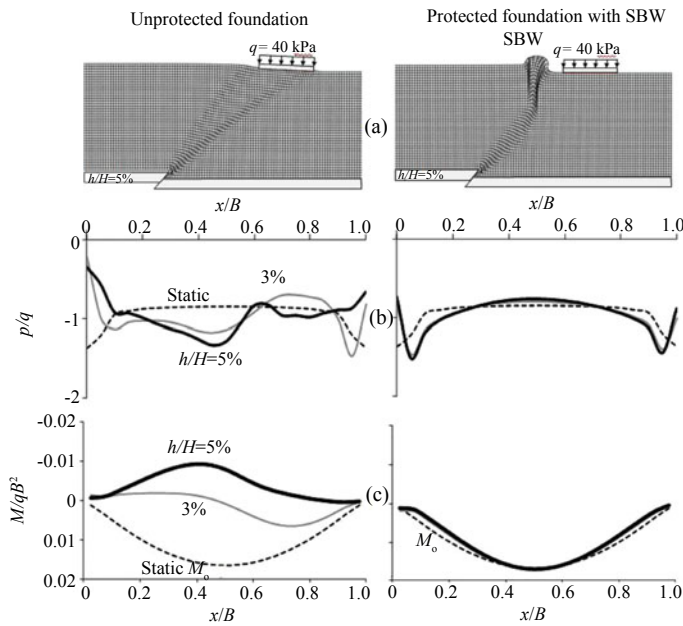 Unprotected foundation
Protected foundation with SBW
SBW
q= 40 kPa
q= 40 kPa
(a)
h/H=5%
h/H=5%
x/B
x/B
0 0.2 0.4 0.6 0.8 1.0
0 0.2 0.4 0.6 0.8 1.0
0
3%
Static
p/q
-1
(b)
h/H=5%
-2
-0.02
h/H=5%
-0.01
M/qB²
0
(c)
3%
0.01
Mo
Static Mo
0.02
0 0.2 0.4 0.6 0.8 1.0
0 0.2 0.4 0.6 0.8 1.0
x/B
x/B